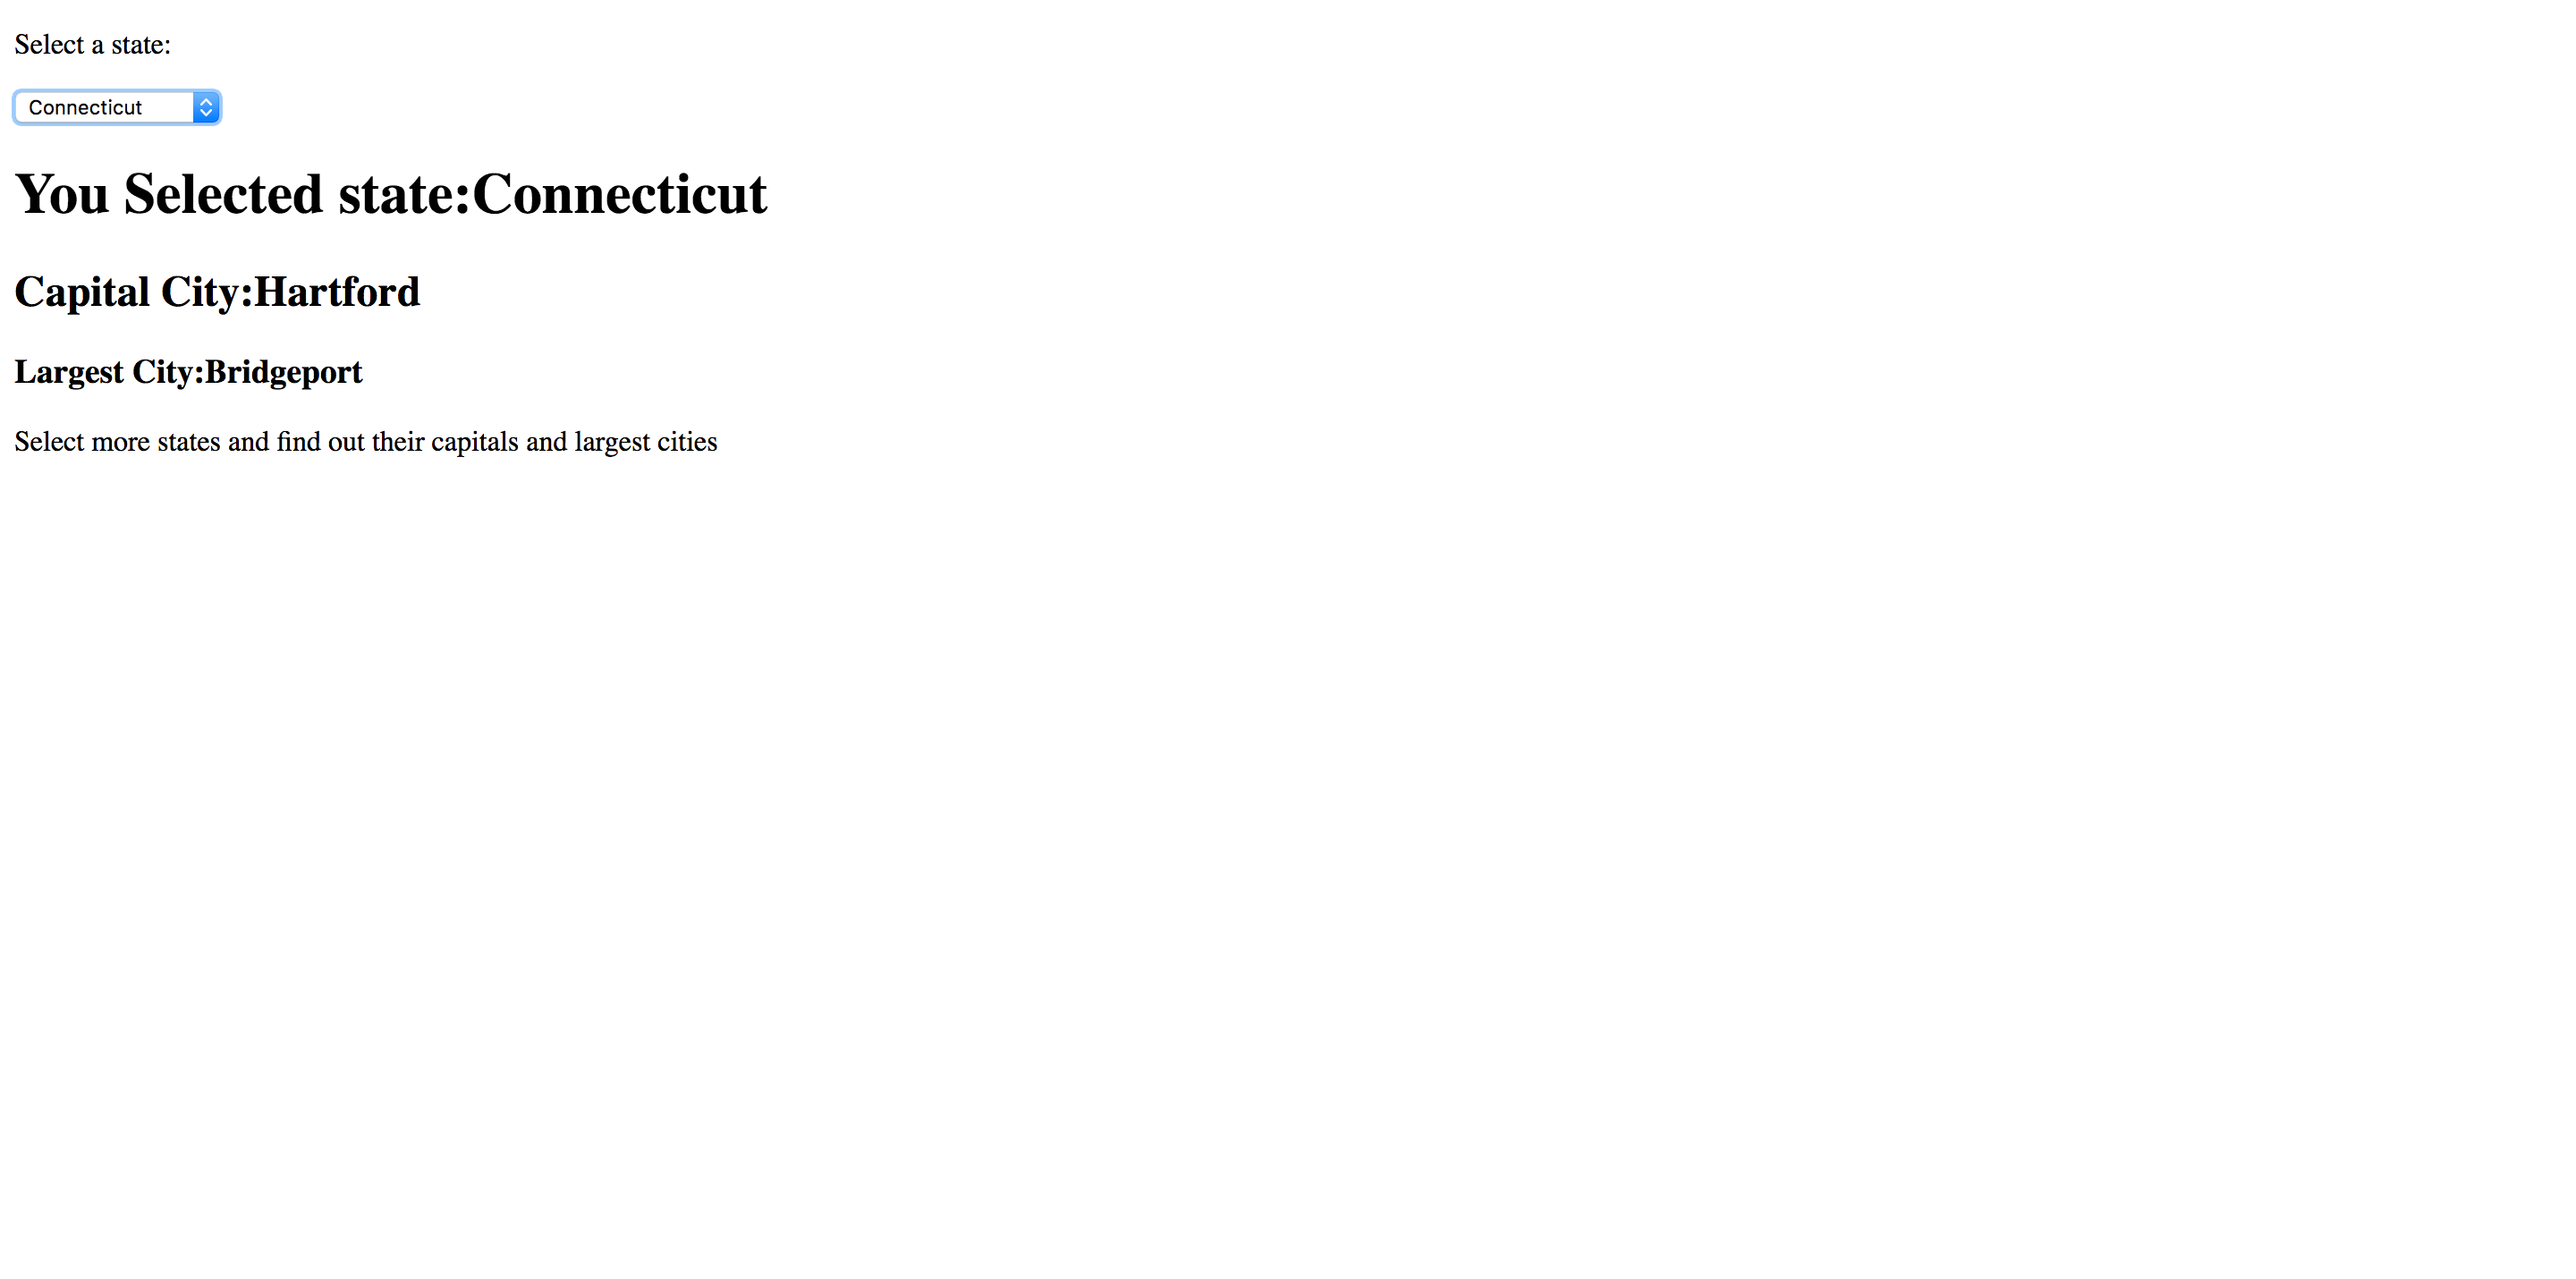 Select a state:
Connecticut
You Selected state:Connecticut
Capital City:Hartford
Largest City:Bridgeport
Select more states and find out their capitals and largest cities